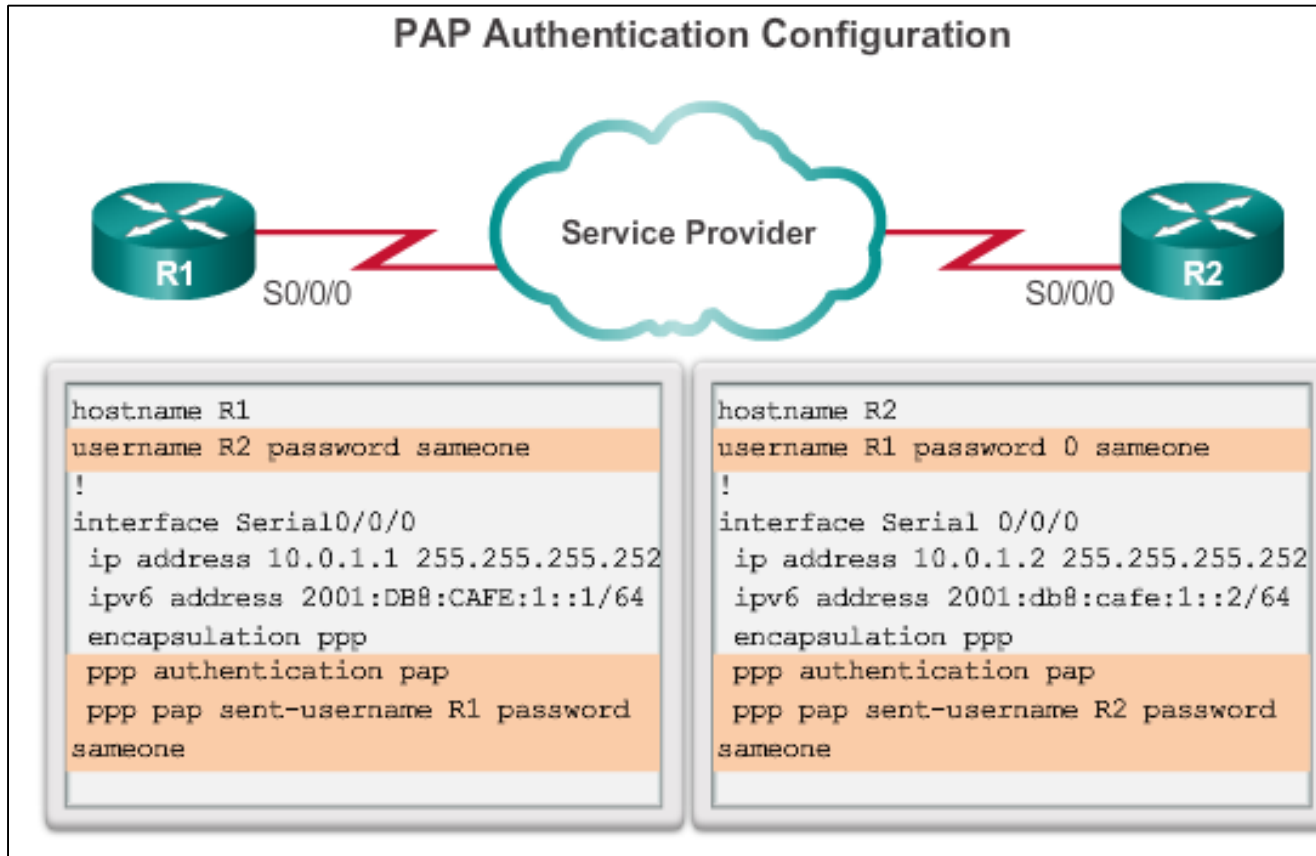 PAP Authentication Configuration
Service Provider
R1
S0/0/0
S0/0/0
R2
hostname R1
username R2 password sameone
!
interface Serial0/0/0
ip address 10.0.1.1 255.255.255.252
ipv6 address 2001:DB8:CAFE:1::1/64
encapsulation ppp
ppp authentication pap
ppp pap sent-username R1 password
sameone
hostname R2
username R1 password 0 sameone
!
interface Serial 0/0/0
ip address 10.0.1.2 255.255.255.252
ipv6 address 2001:db8:cafe:1::2/64
encapsulation ppp
ppp authentication pap
ppp pap sent-username R2 password
sameone